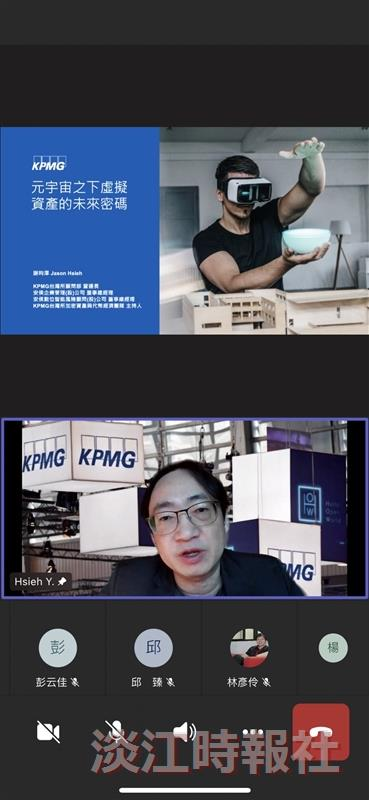 KPMG
元宇宙之下虛擬
資產的未來密碼
謝昀澤 Jason Hsieh
KPMG台灣所顧問部 營運長
安侯企業管理(股)公司 董事總經理
安侯數位智能風險顧問(股)公司 董事總經理
KPMG台灣所加密資產與代幣經濟團隊 主持人
KPMG
KPMG
Hello
Open
World
KPMG
Hsieh Y.
彭
邱
楊
彭云佳
邱 臻
林彥伶
淡江時報社